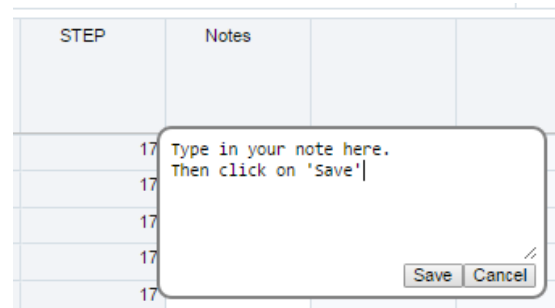 STEP Notes
17 Type in your note here.
Then click on 'Save'
17
17
17
Save Cancel
17